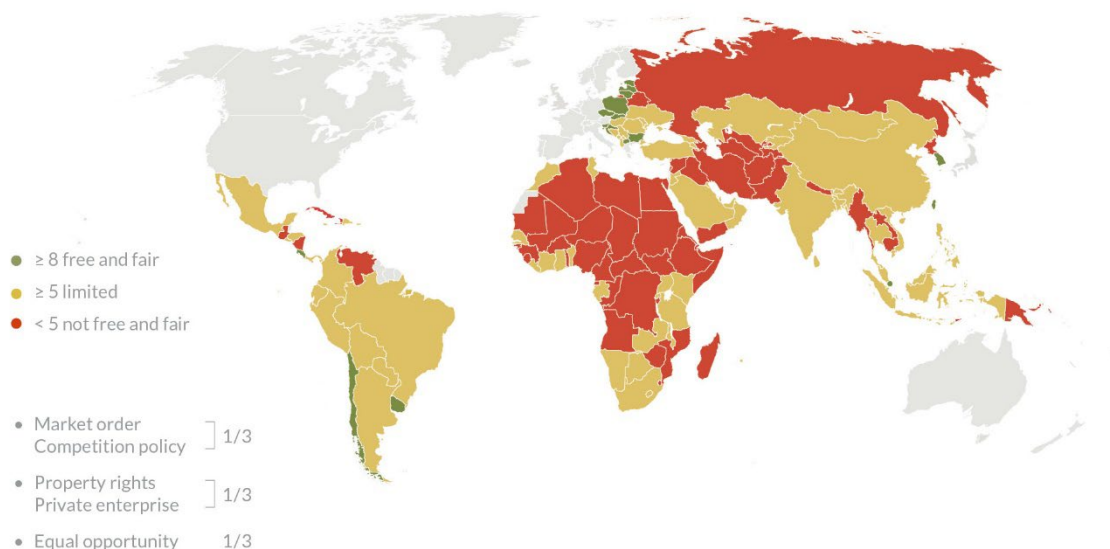 ≥ 8 free and fair
≥ 5 limited
< 5 not free and fair
• Market order
Competition policy
1/3
• Property rights
Private enterprise
1/3
• Equal opportunity 1/3